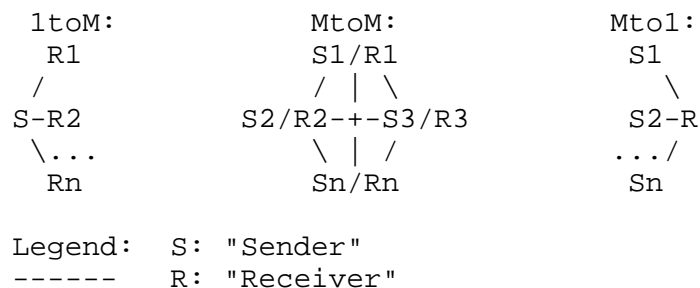 1toM:              MtoM:              Mto1:
  R1               S1/R1                S1
 /                 / | \                  \
S-R2          S2/R2-+-S3/R3             S2-R
 \...              \ | /               .../
  Rn               Sn/Rn                Sn
Legend:  S: "Sender"
------   R: "Receiver"